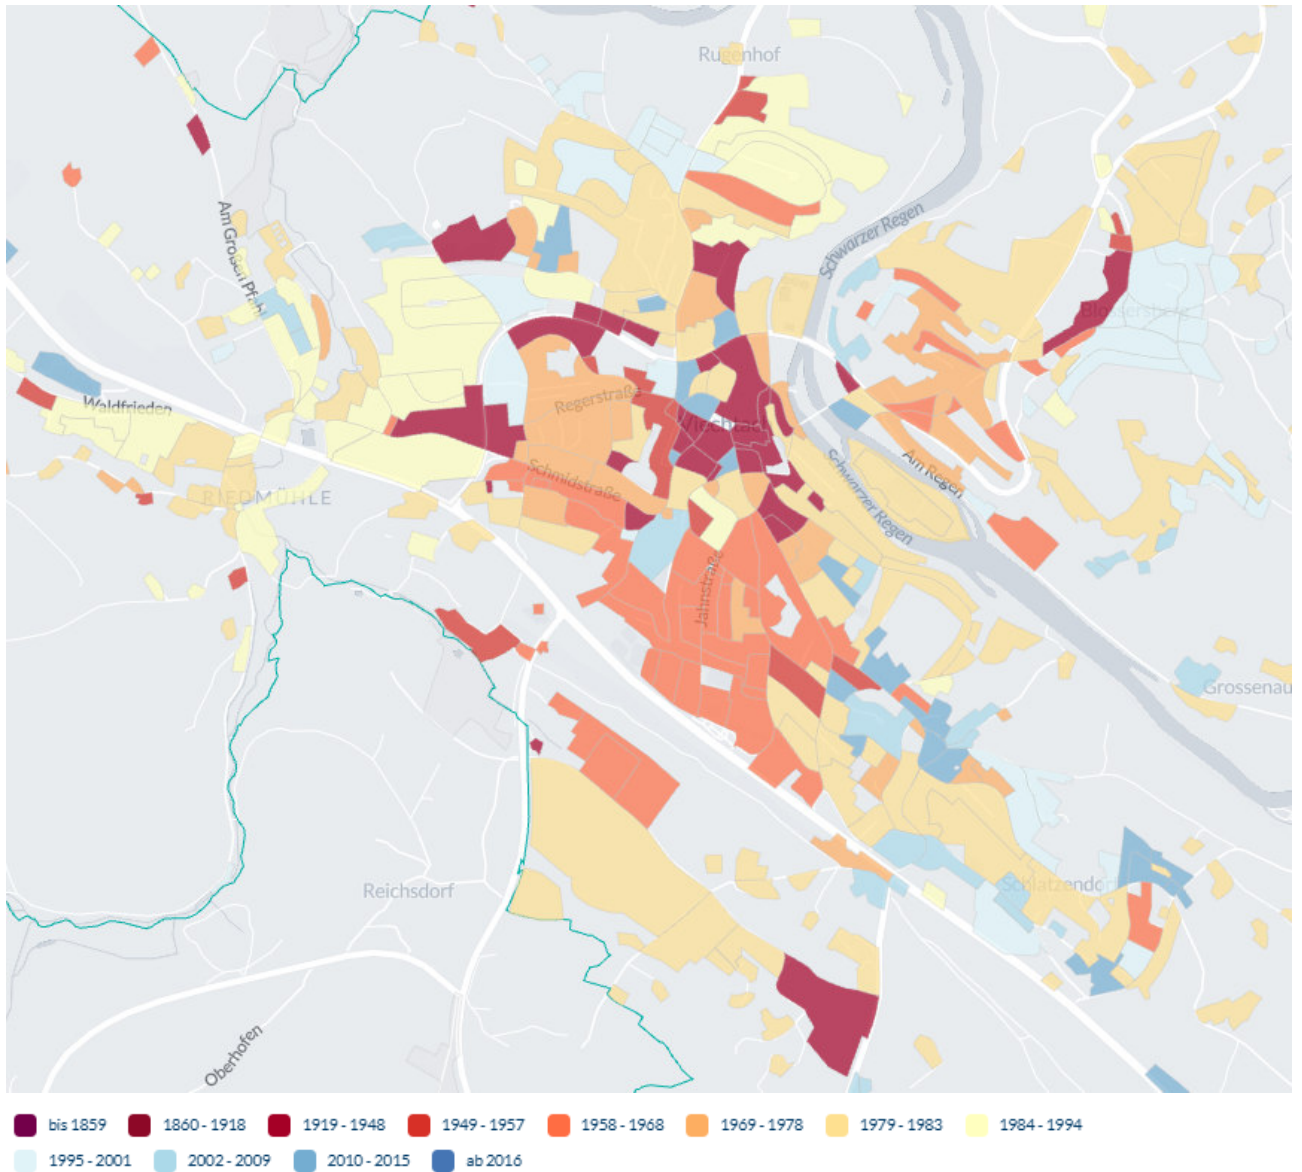 Rugenhof
Schwarzer Regen
Am Großen Pfahl
Blossersberg
Waldfrieden
Regerstraße
Viechtach
Schmidstraße
Am Regen
Schwarzer Regen
RIEDMÜHLE
Jahnstraße
Grossenau
Reichsdorf
Schlatzendorf
Oberhofen
bis 1859 1860 - 1918 1919 - 1948 1949 - 1957 1958 - 1968 1969 - 1978 1979 - 1983 1984 - 1994
1995 - 2001 2002 - 2009 2010 - 2015 ab 2016